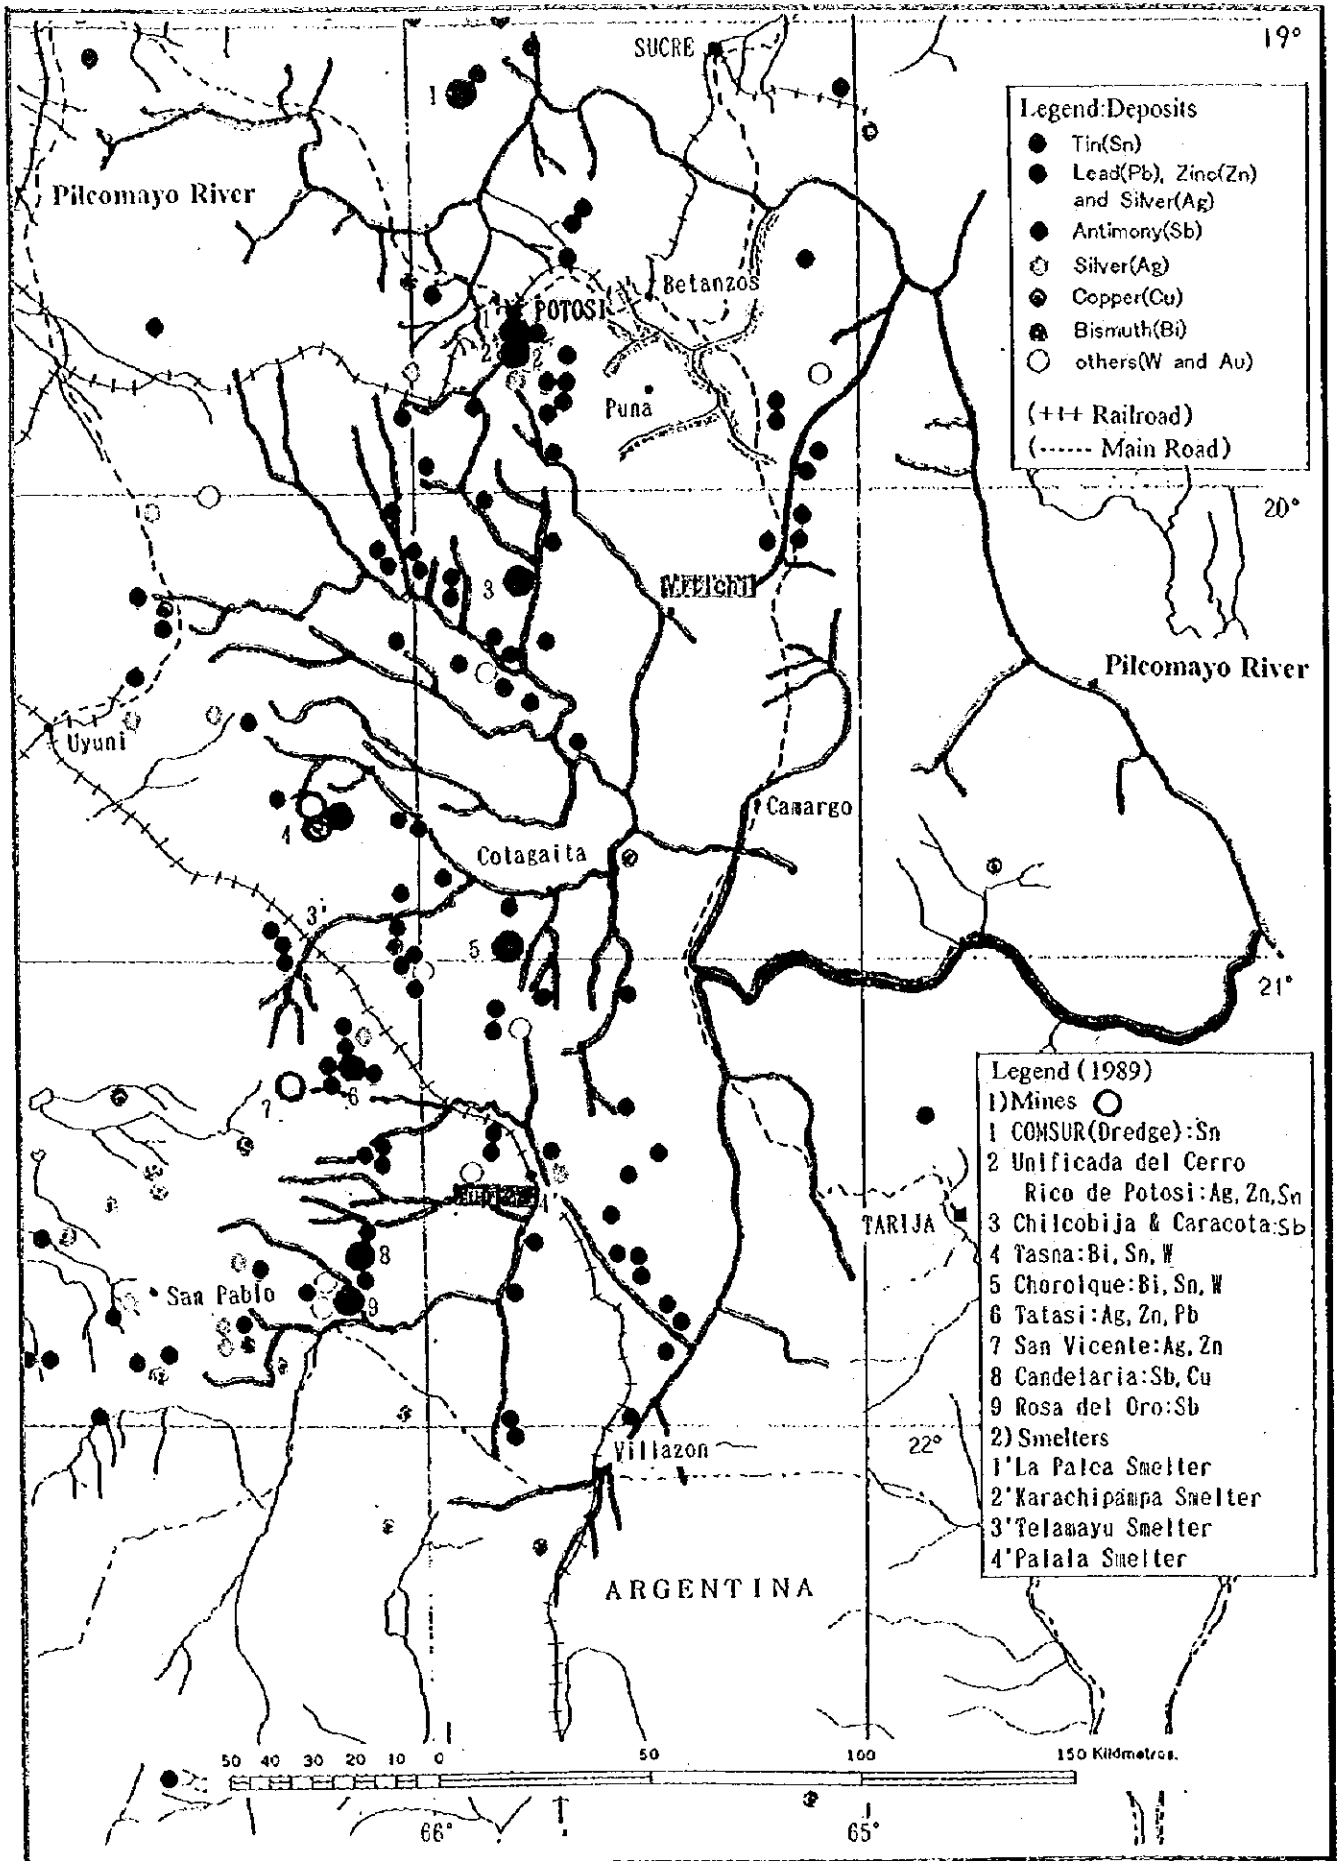 SUCRE
19°
1
Legend:Deposits
Tin(Sn)
Lead(Pb), Zinc(Zn)
and Silver(Ag)
Antimony(Sb)
Silver(Ag)
Copper(Cu)
Bismuth(Bi)
others(W and Au)
(+++ Railroad)
(------ Main Road)
Pilcomayo River
Betanzos
POTOSI
1
2
2
Puna
20°
3
Pilcomayo River
Uyuni
4
Camargo
Cotagaita
3'
5
21°
7
6
Legend (1989)
1)Mines
1 COMSUR(Dredge):Sn
2 Unificada del Cerro
Rico de Potosi:Ag, Zn, Sn
3 Chilcobija & Caracota:Sb
4 Tasna:Bi, Sn, W
5 Chorolque:Bi, Sn, W
6 Tatasi:Ag, Zn, Pb
7 San Vicente:Ag, Zn
8 Candelaria:Sb, Cu
9 Rosa del Oro:Sb
2) Smelters
1'La Palca Smelter
2'Karachipampa Smelter
3'Telamayu Smelter
4'Palala Smelter
TARIJA
8
San Pablo
9
22°
Villazon
ARGENTINA
50 40 30 20 10 0 50 100 150 Kilómetros.
66°
65°